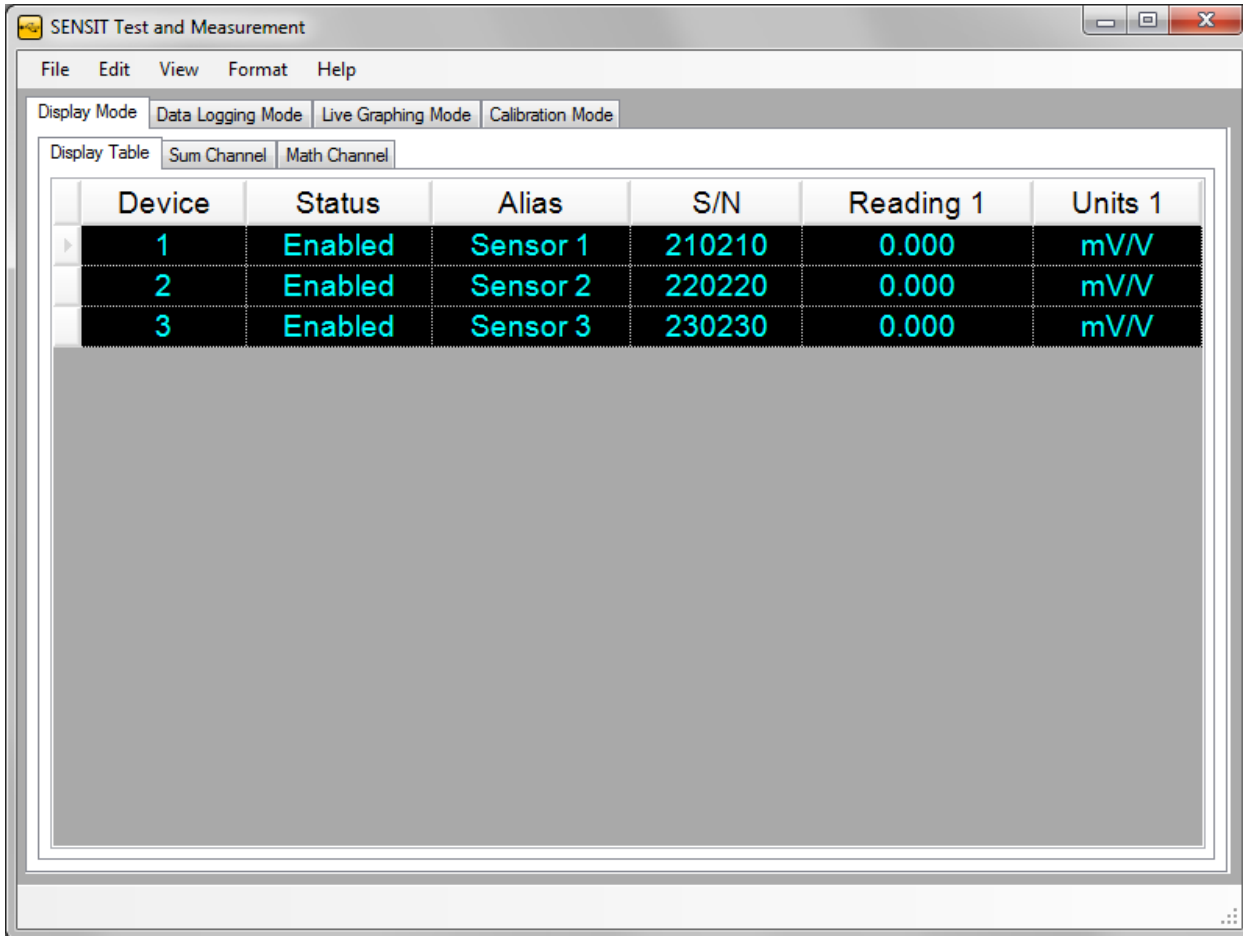 SENSIT Test and Measurement
File Edit View Format Help
Display Mode Data Logging Mode Live Graphing Mode Calibration Mode
Display Table Sum Channel Math Channel
Device Status Alias S/N Reading 1 Units 1
1 Enabled Sensor 1 210210 0.000 mV/V
2 Enabled Sensor 2 220220 0.000 mV/V
3 Enabled Sensor 3 230230 0.000 mV/V